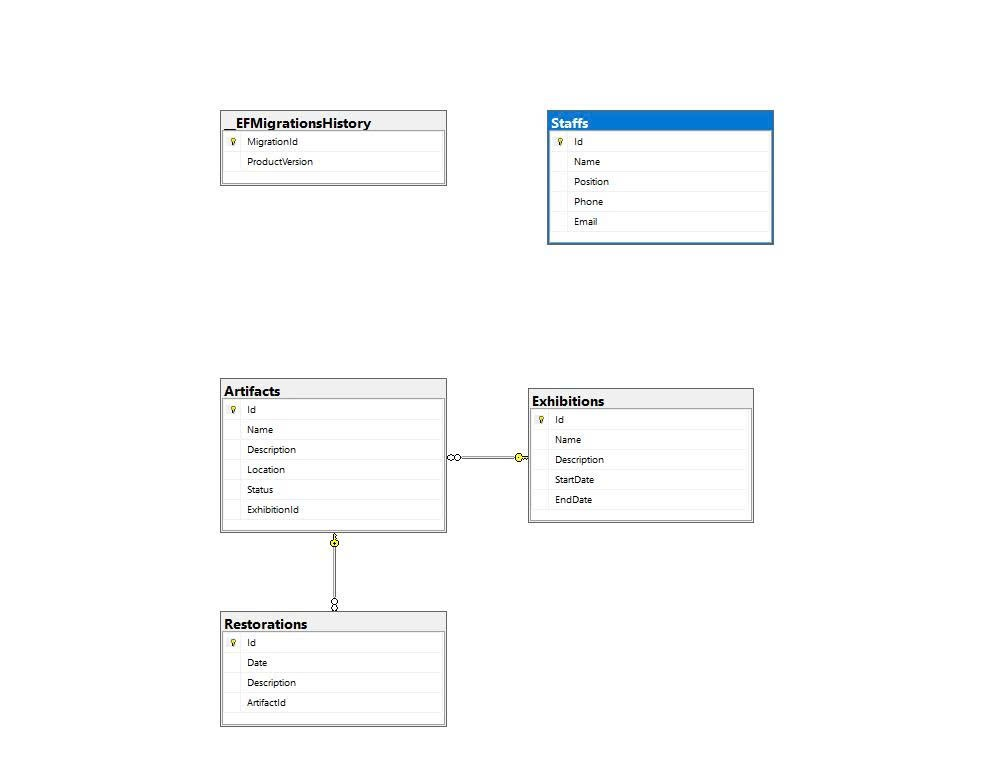 __EFMigrationsHistory
MigrationId
ProductVersion
Staffs
Id
Name
Position
Phone
Email
Artifacts
Id
Name
Description
Location
Status
ExhibitionId
Exhibitions
Id
Name
Description
StartDate
EndDate
Restorations
Id
Date
Description
ArtifactId